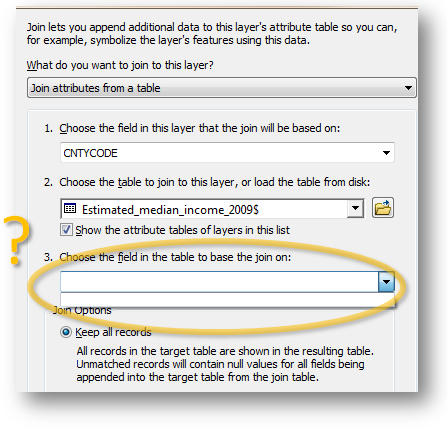 Join lets you append additional data to this layer's attribute table so you can,
for example, symbolize the layer's features using this data.
What do you want to join to this layer?
Join attributes from a table
1. Choose the field in this layer that the join will be based on:
CNTYCODE
2. Choose the table to join to this layer, or load the table from disk:
Estimated_median_income_2009$
Show the attribute tables of layers in this list
?
3. Choose the field in the table to base the join on:
Join Options
Keep all records
All records in the target table are shown in the resulting table.
Unmatched records will contain null values for all fields being
appended into the target table from the join table.